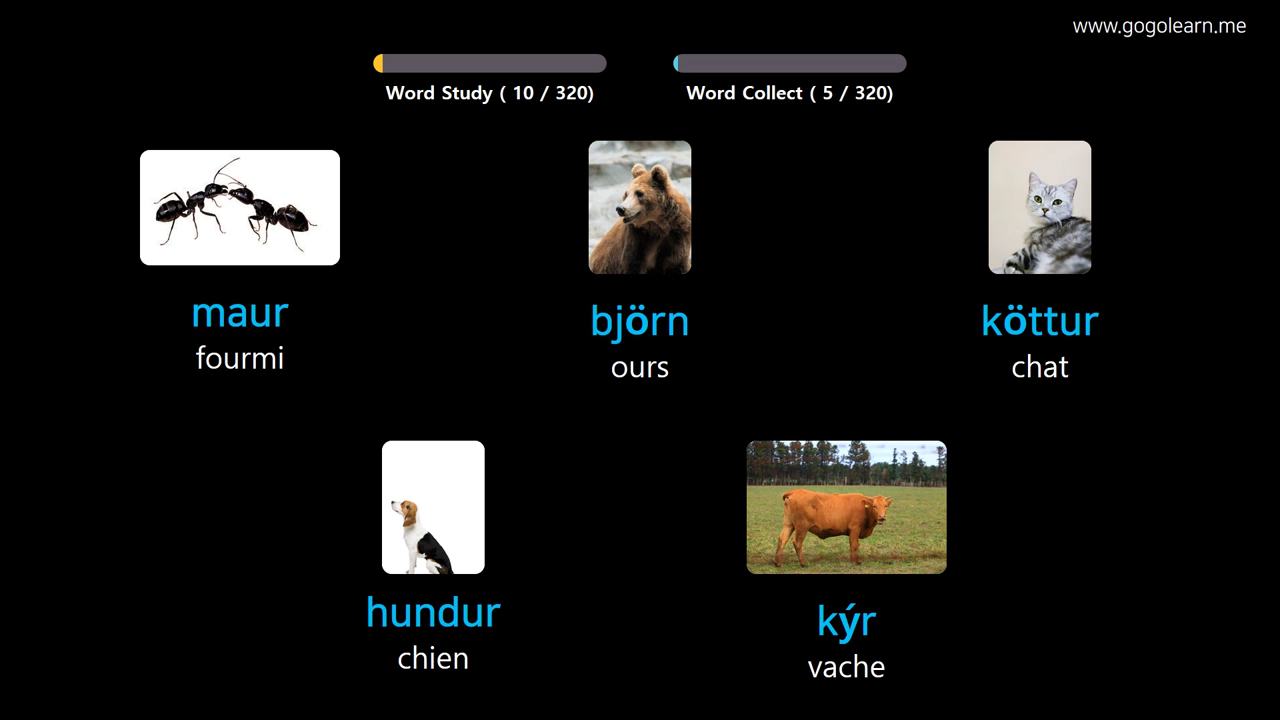 www.gogolearn.me
Word Study ( 10 / 320)
Word Collect ( 5 / 320)
maur
fourmi
björn
ours
köttur
chat
hundur
chien
kýr
vache